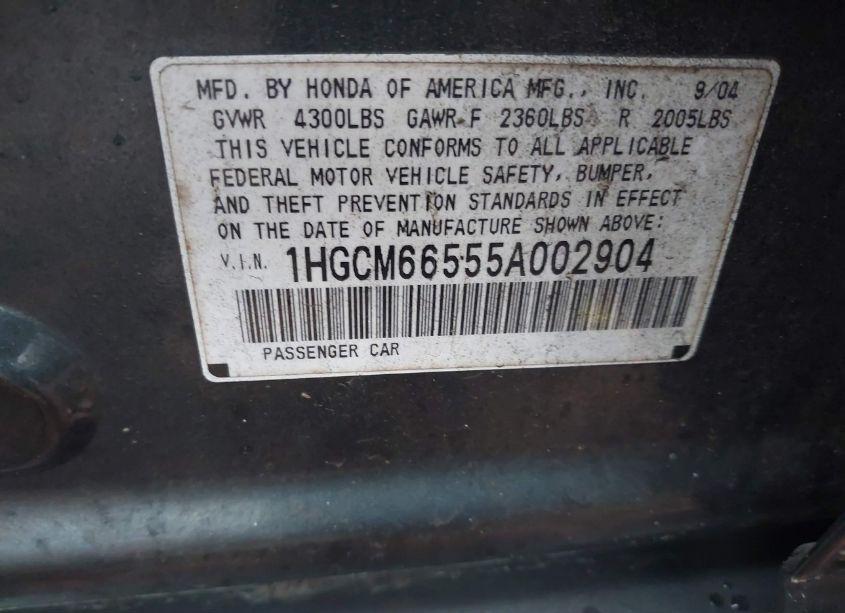 MFD. BY HONDA OF AMERICA MFG., INC. 9/04
GVWR 4300LBS GAWR F 2360LBS R 2005LBS
THIS VEHICLE CONFORMS TO ALL APPLICABLE
FEDERAL MOTOR VEHICLE SAFETY, BUMPER,
AND THEFT PREVENTION STANDARDS IN EFFECT
ON THE DATE OF MANUFACTURE SHOWN ABOVE:
V.I.N. 1HGCM66555A002904
PASSENGER CAR